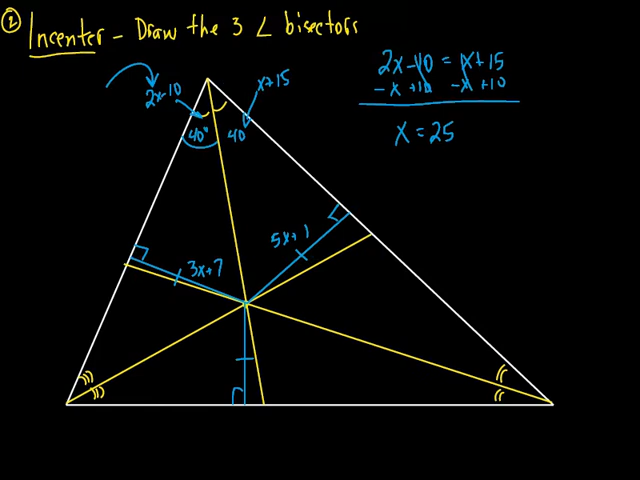 ② Incenter - Draw the 3 ∠ bisectors
2x-10 = x+15
-x +10 -x +10
x = 25
2x-10
x+15
40°
40
3x+7
5x+1